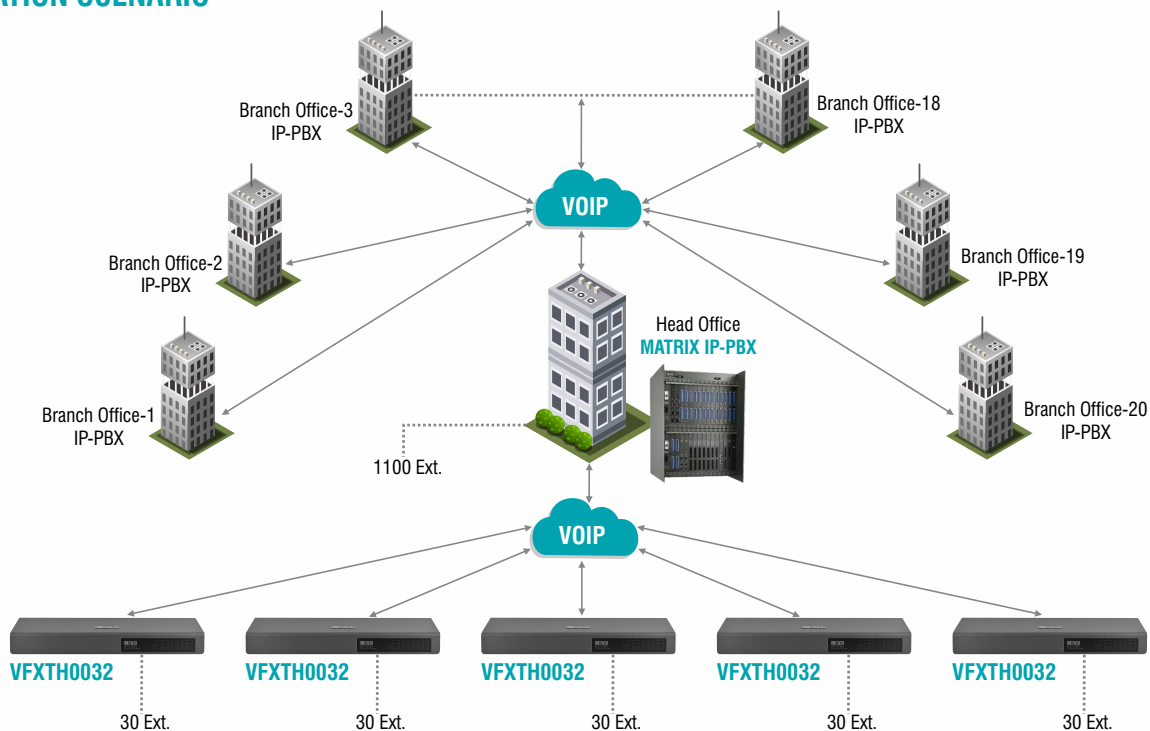 Branch Office-3
IP-PBX
Branch Office-18
IP-PBX
VOIP
Branch Office-2
IP-PBX
Branch Office-19
IP-PBX
Head Office
MATRIX IP-PBX
Branch Office-1
IP-PBX
Branch Office-20
IP-PBX
1100 Ext.
VOIP
VFXTH0032
VFXTH0032
VFXTH0032
VFXTH0032
VFXTH0032
30 Ext.
30 Ext.
30 Ext.
30 Ext.
30 Ext.